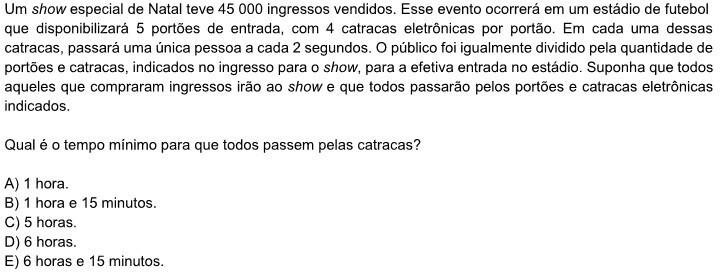 Um show especial de Natal teve 45 000 ingressos vendidos. Esse evento ocorrerá em um estádio de futebol
que disponibilizará 5 portões de entrada, com 4 catracas eletrônicas por portão. Em cada uma dessas
catracas, passará uma única pessoa a cada 2 segundos. O público foi igualmente dividido pela quantidade de
portões e catracas, indicados no ingresso para o show, para a efetiva entrada no estádio. Suponha que todos
aqueles que compraram ingressos irão ao show e que todos passarão pelos portões e catracas eletrônicas
indicados.
Qual é o tempo mínimo para que todos passem pelas catracas?
A) 1 hora.
B) 1 hora e 15 minutos.
C) 5 horas.
D) 6 horas.
E) 6 horas e 15 minutos.